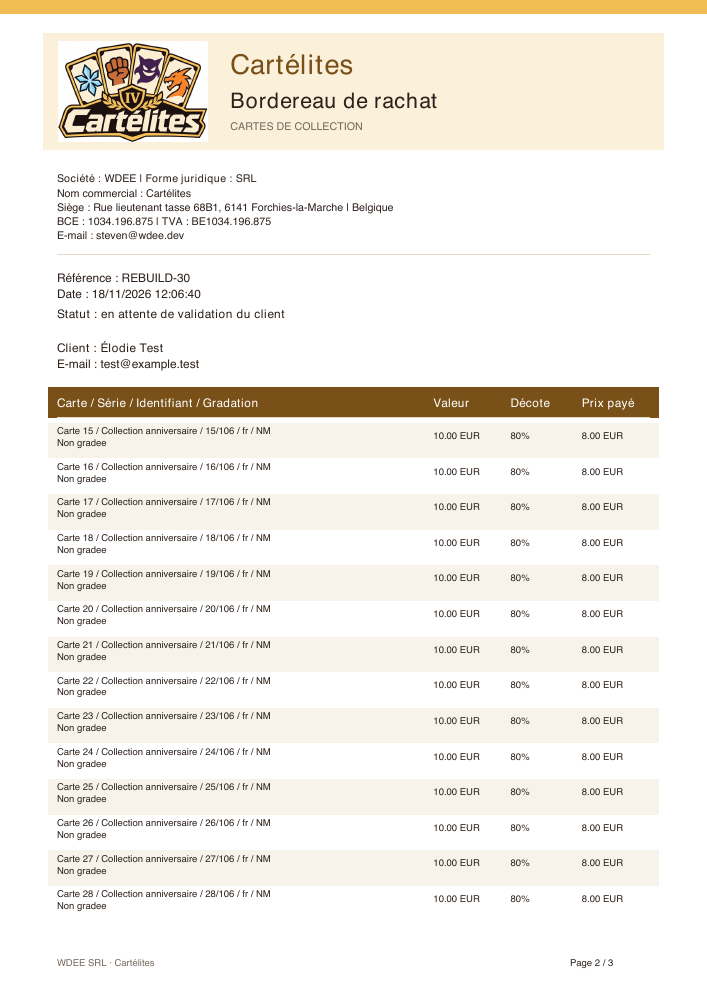 IV
Cartélites
Cartélites
Bordereau de rachat
CARTES DE COLLECTION
Société : WDEE | Forme juridique : SRL
Nom commercial : Cartélites
Siège : Rue lieutenant tasse 68B1, 6141 Forchies-la-Marche | Belgique
BCE : 1034.196.875 | TVA : BE1034.196.875
E-mail : steven@wdee.dev
Référence : REBUILD-30
Date : 18/11/2026 12:06:40
Statut : en attente de validation du client
Client : Élodie Test
E-mail : test@example.test
Carte / Série / Identifiant / Gradation Valeur Décote Prix payé
Carte 15 / Collection anniversaire / 15/106 / fr / NM
Non gradee 10.00 EUR 80% 8.00 EUR
Carte 16 / Collection anniversaire / 16/106 / fr / NM
Non gradee 10.00 EUR 80% 8.00 EUR
Carte 17 / Collection anniversaire / 17/106 / fr / NM
Non gradee 10.00 EUR 80% 8.00 EUR
Carte 18 / Collection anniversaire / 18/106 / fr / NM
Non gradee 10.00 EUR 80% 8.00 EUR
Carte 19 / Collection anniversaire / 19/106 / fr / NM
Non gradee 10.00 EUR 80% 8.00 EUR
Carte 20 / Collection anniversaire / 20/106 / fr / NM
Non gradee 10.00 EUR 80% 8.00 EUR
Carte 21 / Collection anniversaire / 21/106 / fr / NM
Non gradee 10.00 EUR 80% 8.00 EUR
Carte 22 / Collection anniversaire / 22/106 / fr / NM
Non gradee 10.00 EUR 80% 8.00 EUR
Carte 23 / Collection anniversaire / 23/106 / fr / NM
Non gradee 10.00 EUR 80% 8.00 EUR
Carte 24 / Collection anniversaire / 24/106 / fr / NM
Non gradee 10.00 EUR 80% 8.00 EUR
Carte 25 / Collection anniversaire / 25/106 / fr / NM
Non gradee 10.00 EUR 80% 8.00 EUR
Carte 26 / Collection anniversaire / 26/106 / fr / NM
Non gradee 10.00 EUR 80% 8.00 EUR
Carte 27 / Collection anniversaire / 27/106 / fr / NM
Non gradee 10.00 EUR 80% 8.00 EUR
Carte 28 / Collection anniversaire / 28/106 / fr / NM
Non gradee 10.00 EUR 80% 8.00 EUR
WDEE SRL · Cartélites Page 2 / 3